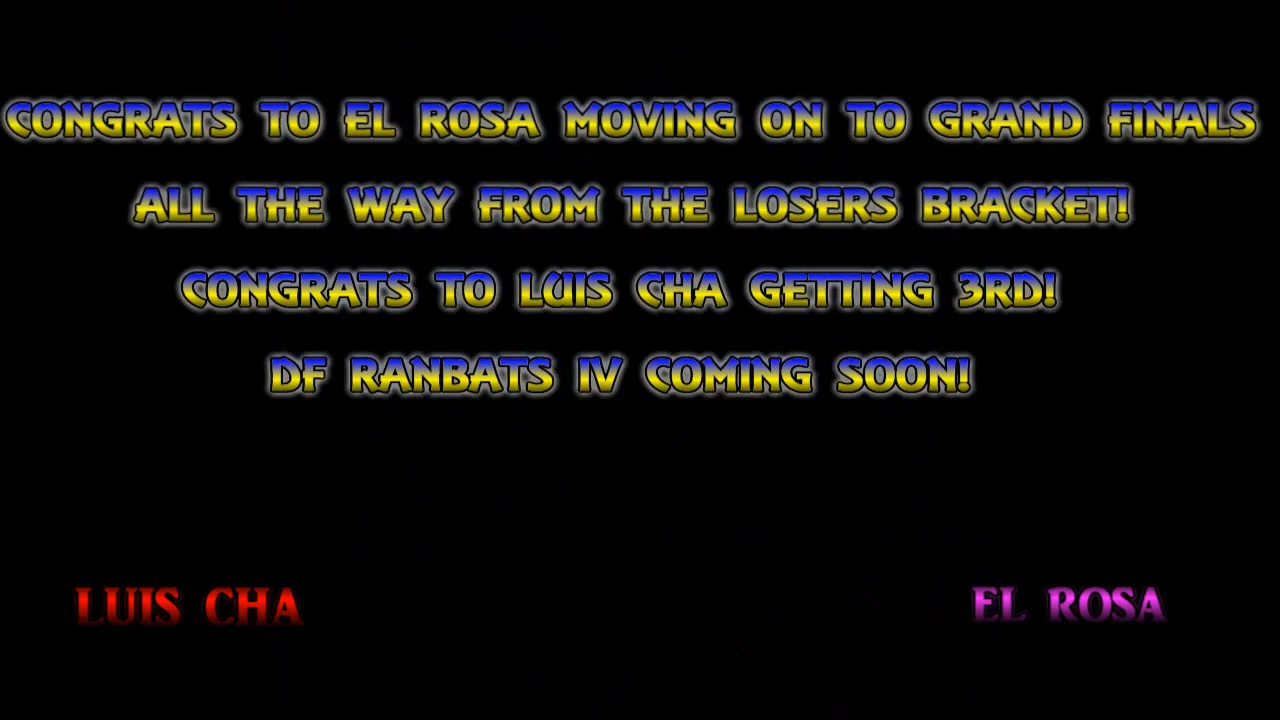 CONGRATS TO EL ROSA MOVING ON TO GRAND FINALS
ALL THE WAY FROM THE LOSERS BRACKET!
CONGRATS TO LUIS CHA GETTING 3RD!
DF RANBATS IV COMING SOON!
LUIS CHA
EL ROSA